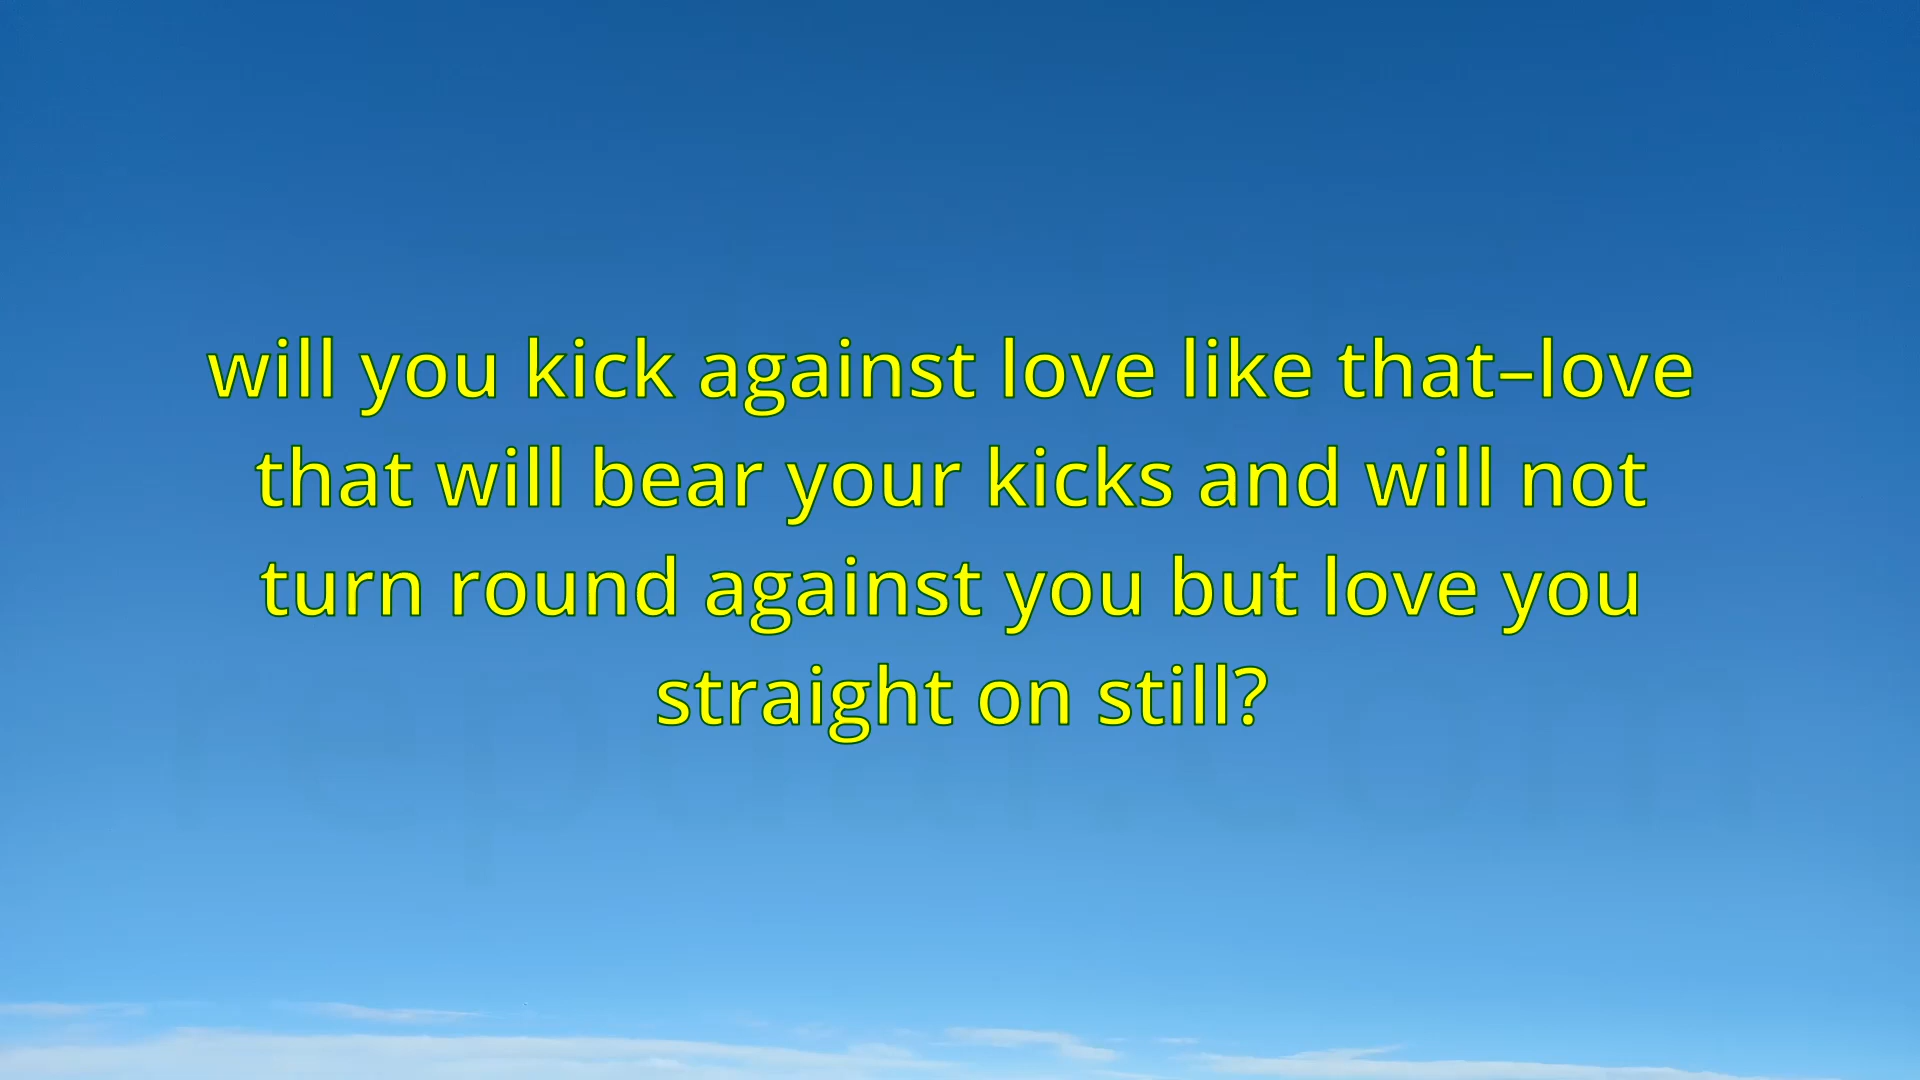 will you kick against love like that–love
that will bear your kicks and will not
turn round against you but love you
straight on still?